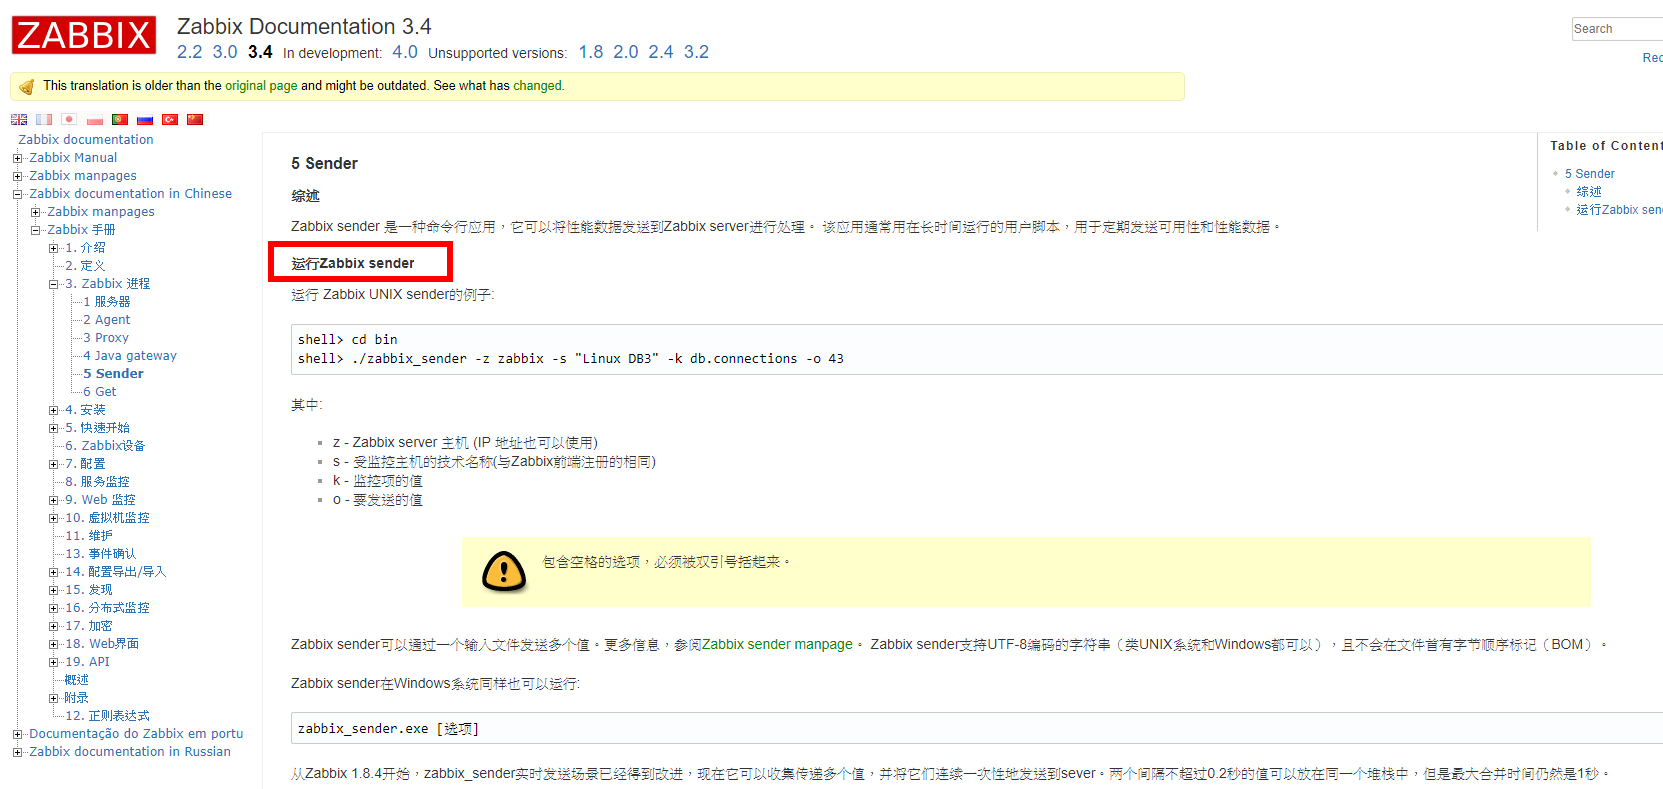 ZABBIX
Zabbix Documentation 3.4
2.2 3.0 3.4 In development: 4.0 Unsupported versions: 1.8 2.0 2.4 3.2
Search
Rec
This translation is older than the original page and might be outdated. See what has changed.
Zabbix documentation
Zabbix Manual
Zabbix manpages
Zabbix documentation in Chinese
Zabbix manpages
Zabbix 手册
1. 介绍
2. 定义
3. Zabbix 进程
1 服务器
2 Agent
3 Proxy
4 Java gateway
5 Sender
6 Get
4. 安装
5. 快速开始
6. Zabbix设备
7. 配置
8. 服务监控
9. Web 监控
10. 虚拟机监控
11. 维护
13. 事件确认
14. 配置导出/导入
15. 发现
16. 分布式监控
17. 加密
18. Web界面
19. API
概述
附录
12. 正则表达式
Documentação do Zabbix em portu
Zabbix documentation in Russian
5 Sender
综述
Zabbix sender 是一种命令行应用，它可以将性能数据发送到Zabbix server进行处理。 该应用通常用在长时间运行的用户脚本，用于定期发送可用性和性能数据。
运行Zabbix sender
运行 Zabbix UNIX sender的例子:
shell> cd bin
shell> ./zabbix_sender -z zabbix -s "Linux DB3" -k db.connections -o 43
其中:
z - Zabbix server 主机 (IP 地址也可以使用)
s - 受监控主机的技术名称(与Zabbix前端注册的相同)
k - 监控项的值
o - 要发送的值
包含空格的选项，必须被双引号括起来。
Zabbix sender可以通过一个输入文件发送多个值。更多信息，参阅Zabbix sender manpage。 Zabbix sender支持UTF-8编码的字符串（类UNIX系统和Windows都可以），且不会在文件首有字节顺序标记（BOM）。
Zabbix sender在Windows系统同样也可以运行:
zabbix_sender.exe [选项]
从Zabbix 1.8.4开始，zabbix_sender实时发送场景已经得到改进，现在它可以收集传递多个值，并将它们连续一次性地发送到sever。两个间隔不超过0.2秒的值可以放在同一个堆栈中，但是最大合并时间仍然是1秒。
Table of Content
5 Sender
综述
运行Zabbix sen